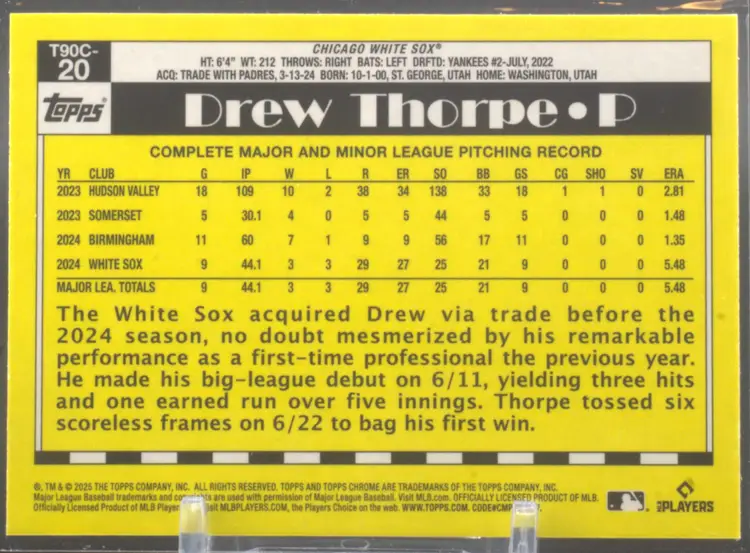 T90C-
20
CHICAGO WHITE SOX®
HT: 6'4" WT: 212 THROWS: RIGHT BATS: LEFT DRFTD: YANKEES #2-JULY, 2022
ACQ: TRADE WITH PADRES, 3-13-24 BORN: 10-1-00, ST. GEORGE, UTAH HOME: WASHINGTON, UTAH
Topps®
Drew Thorpe • P
COMPLETE MAJOR AND MINOR LEAGUE PITCHING RECORD
YR CLUB G IP W L R ER SO BB GS CG SHO SV ERA
2023 HUDSON VALLEY 18 109 10 2 38 34 138 33 18 1 1 0 2.81
2023 SOMERSET 5 30.1 4 0 5 5 44 5 5 0 0 0 1.48
2024 BIRMINGHAM 11 60 7 1 9 9 56 17 11 0 0 0 1.35
2024 WHITE SOX 9 44.1 3 3 29 27 25 21 9 0 0 0 5.48
MAJOR LEA. TOTALS 9 44.1 3 3 29 27 25 21 9 0 0 0 5.48
The White Sox acquired Drew via trade before the
2024 season, no doubt mesmerized by his remarkable
performance as a first-time professional the previous year.
He made his big-league debut on 6/11, yielding three hits
and one earned run over five innings. Thorpe tossed six
scoreless frames on 6/22 to bag his first win.
®, TM & © 2025 THE TOPPS COMPANY, INC. ALL RIGHTS RESERVED. TOPPS AND TOPPS CHROME ARE TRADEMARKS OF THE TOPPS COMPANY, INC.
Major League Baseball trademarks and copyrights are used with permission of Major League Baseball. Visit MLB.com. OFFICIALLY LICENSED PRODUCT OF MLB.
Officially Licensed Product of MLB Players Visit MLBPLAYERS.COM, the Players Choice on the web. WWW.TOPPS.COM. CODE#CMP
MLB PLAYERS